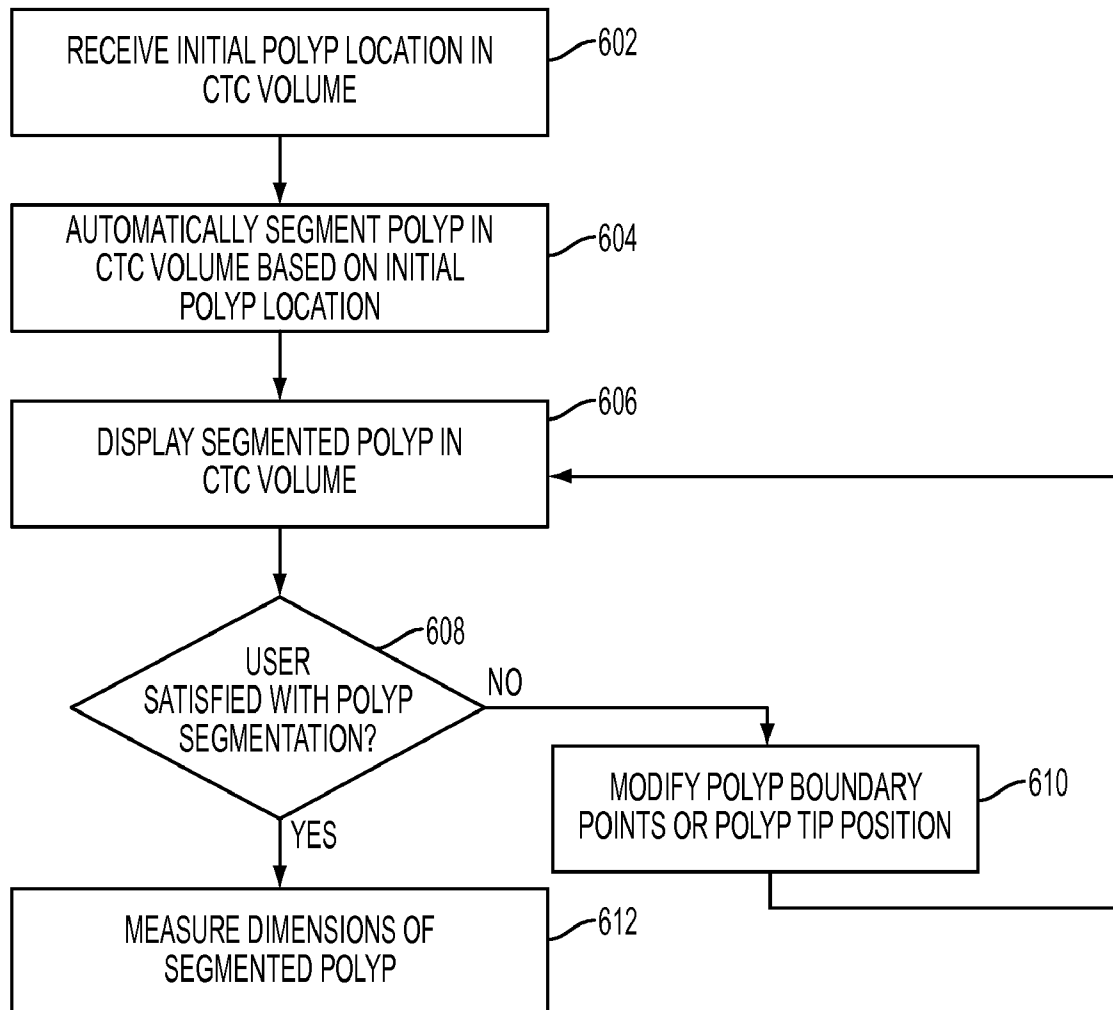 RECEIVE INITIAL POLYP LOCATION IN
CTC VOLUME
602
AUTOMATICALLY SEGMENT POLYP IN
CTC VOLUME BASED ON INITIAL
POLYP LOCATION
604
DISPLAY SEGMENTED POLYP IN
CTC VOLUME
606
USER
SATISFIED WITH POLYP
SEGMENTATION?
608
NO
MODIFY POLYP BOUNDARY
POINTS OR POLYP TIP POSITION
610
YES
MEASURE DIMENSIONS OF
SEGMENTED POLYP
612